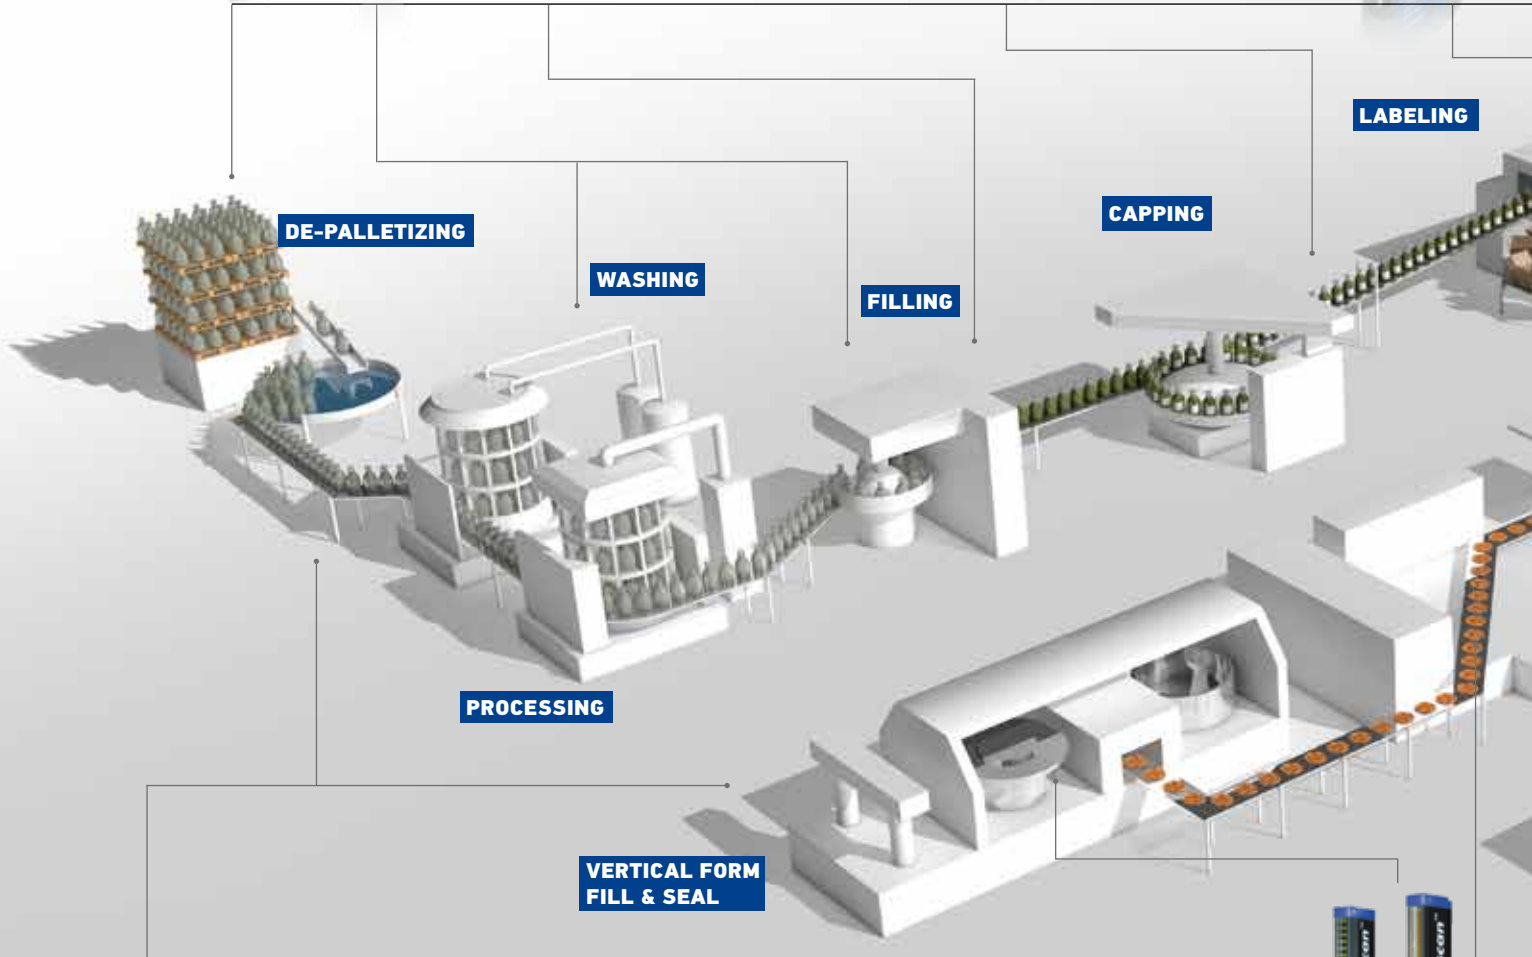 LABELING
CAPPING
DE-PALLETIZING
WASHING
FILLING
PROCESSING
VERTICAL FORM
FILL & SEAL